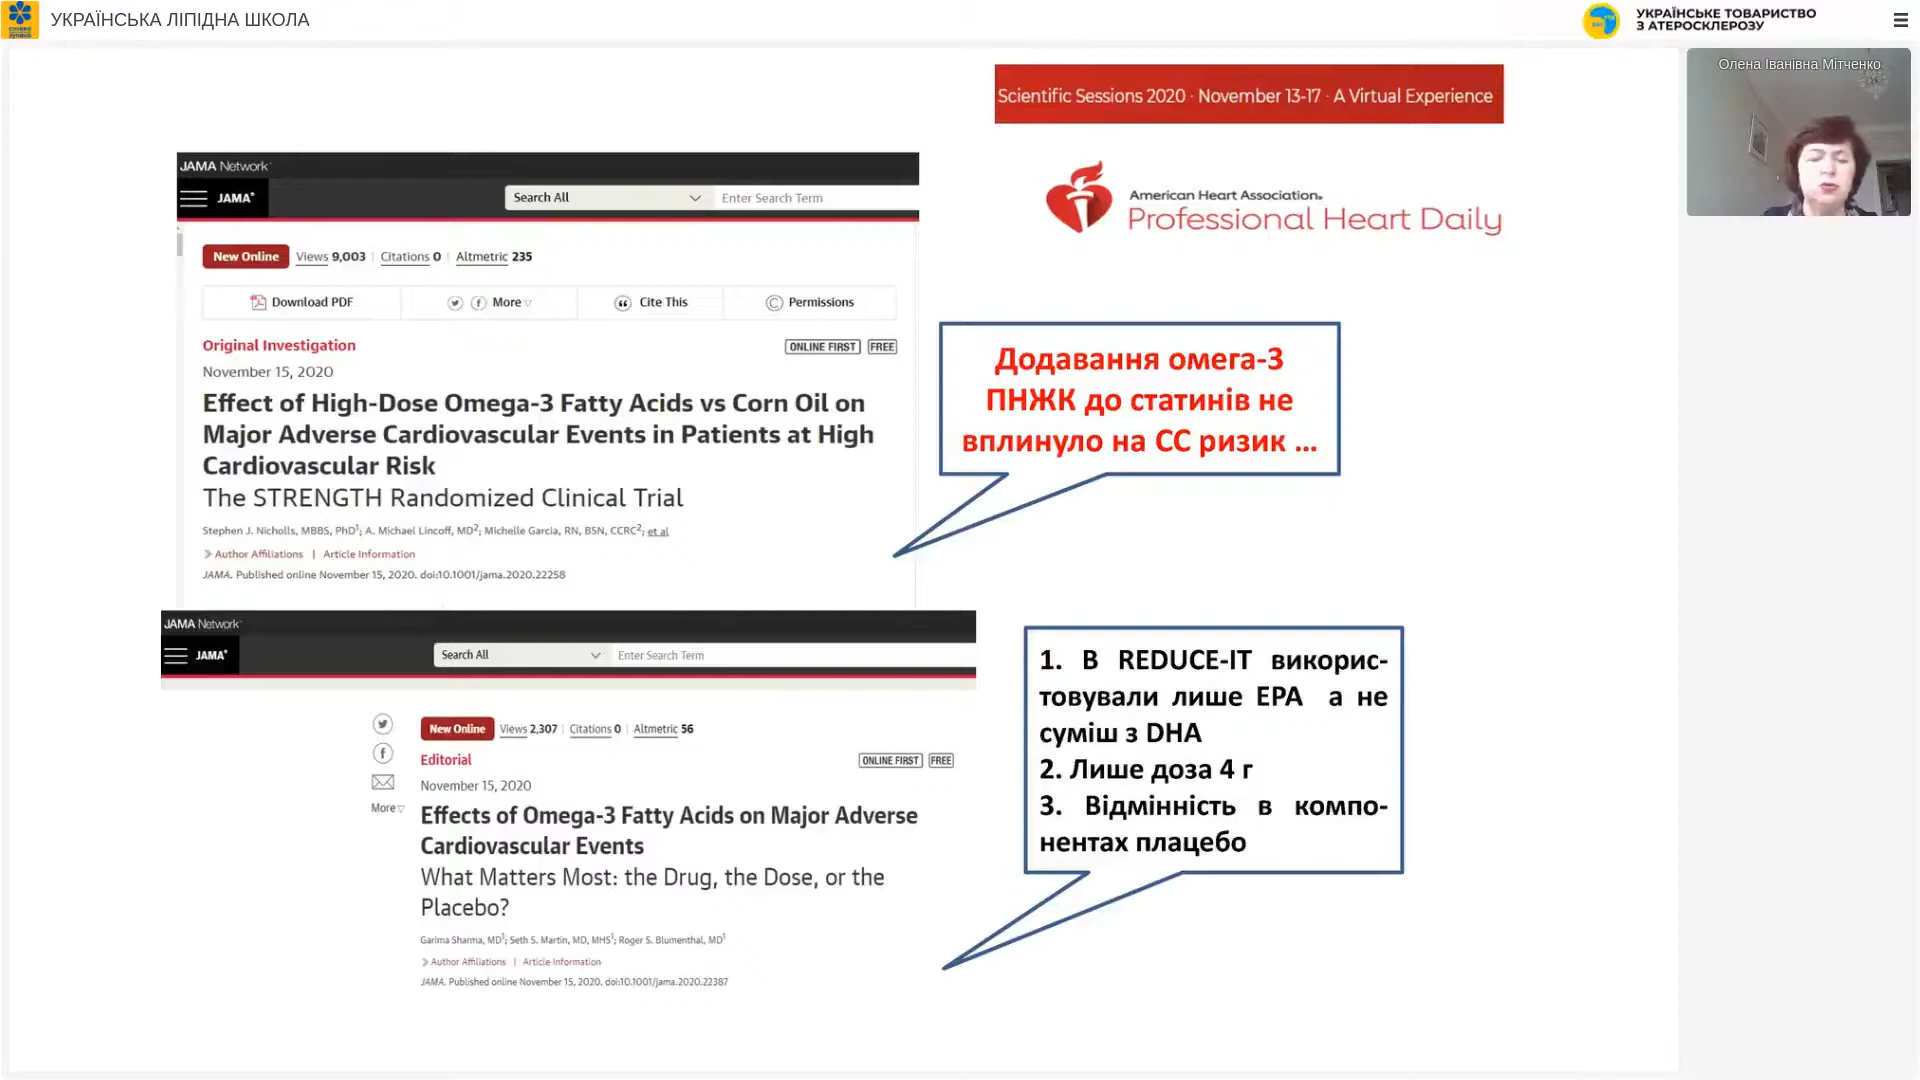 УКРАЇНСЬКА ЛІПІДНА ШКОЛА
УКРАЇНСЬКЕ ТОВАРИСТВО
З АТЕРОСКЛЕРОЗУ
Олена Іванівна Мітченко
Scientific Sessions 2020 · November 13-17 · A Virtual Experience
American Heart Association®
Professional Heart Daily
JAMA Network™
JAMA®
Search All
Enter Search Term
New Online Views 9,003 | Citations 0 | Altmetric 235
Download PDF
More
Cite This
Permissions
Original Investigation
ONLINE FIRST FREE
November 15, 2020
Effect of High-Dose Omega-3 Fatty Acids vs Corn Oil on
Major Adverse Cardiovascular Events in Patients at High
Cardiovascular Risk
The STRENGTH Randomized Clinical Trial
Stephen J. Nicholls, MBBS, PhD1; A. Michael Lincoff, MD2; Michelle Garcia, RN, BSN, CCRC2; et al
Author Affiliations | Article Information
JAMA. Published online November 15, 2020. doi:10.1001/jama.2020.22258
Додавання омега-3
ПНЖК до статинів не
вплинуло на СС ризик ...
JAMA Network™
JAMA®
Search All
Enter Search Term
New Online Views 2,307 | Citations 0 | Altmetric 56
Editorial
ONLINE FIRST FREE
November 15, 2020
More
Effects of Omega-3 Fatty Acids on Major Adverse
Cardiovascular Events
What Matters Most: the Drug, the Dose, or the
Placebo?
Garima Sharma, MD1; Seth S. Martin, MD, MHS1; Roger S. Blumenthal, MD1
Author Affiliations | Article Information
JAMA. Published online November 15, 2020. doi:10.1001/jama.2020.22387
1. В REDUCE-IT викорис-
товували лише EPA а не
суміш з DHA
2. Лише доза 4 г
3. Відмінність в компо-
нентах плацебо